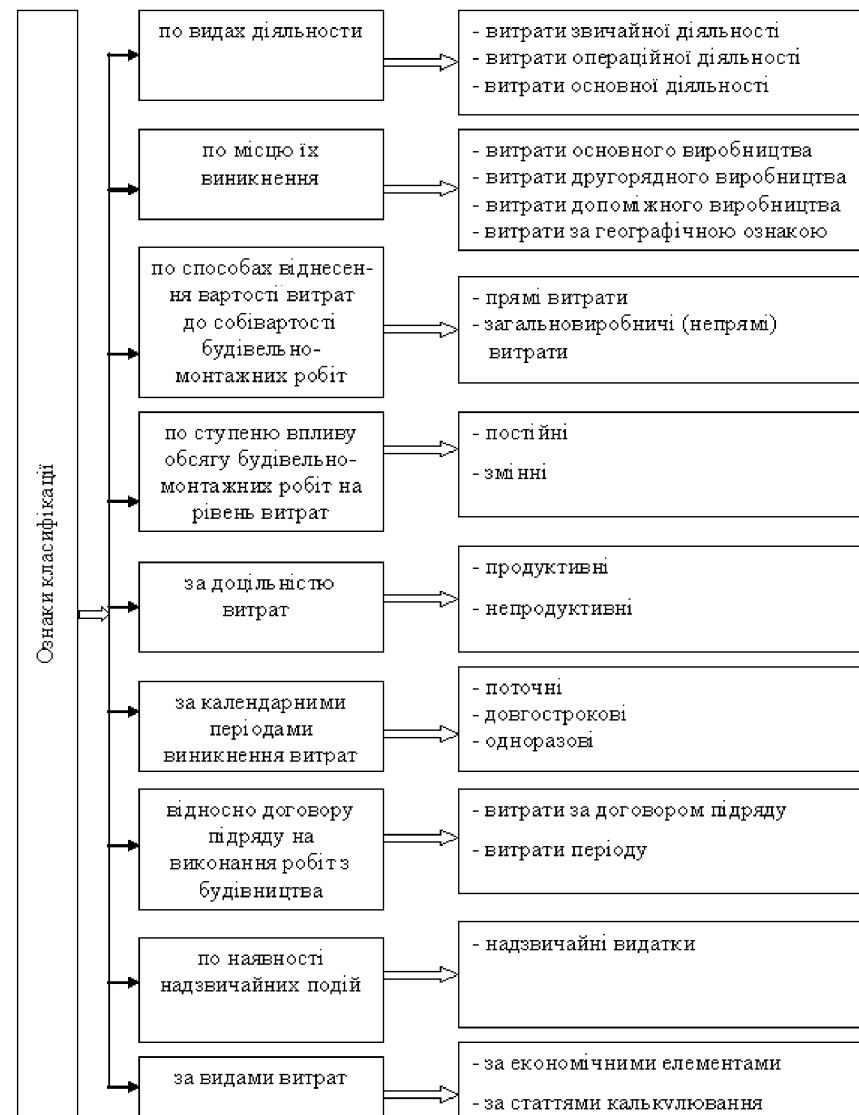 Ознаки класифікації
по видах діяльности
- витрати звичайної діяльності
- витрати операційної діяльності
- витрати основної діяльності
по місцю їх
виникнення
- витрати основного виробництва
- витрати другорядного виробництва
- витрати допоміжного виробництва
- витрати за географічною ознакою
по способах віднесен-
ня вартості витрат
до собівартості
будівельно-
монтажних робіт
- прямі витрати
- загальновиробничі (непрямі)
витрати
по ступеню впливу
обсягу будівельно-
монтажних робіт на
рівень витрат
- постійні
- змінні
за доцільністю
витрат
- продуктивні
- непродуктивні
за календарними
періодами
виникнення витрат
- поточні
- довгострокові
- одноразові
відносно договору
підряду на
виконання робіт з
будівництва
- витрати за договором підряду
- витрати періоду
по наявності
надзвичайних подій
- надзвичайні видатки
за видами витрат
- за економічними елементами
- за статтями калькулювання